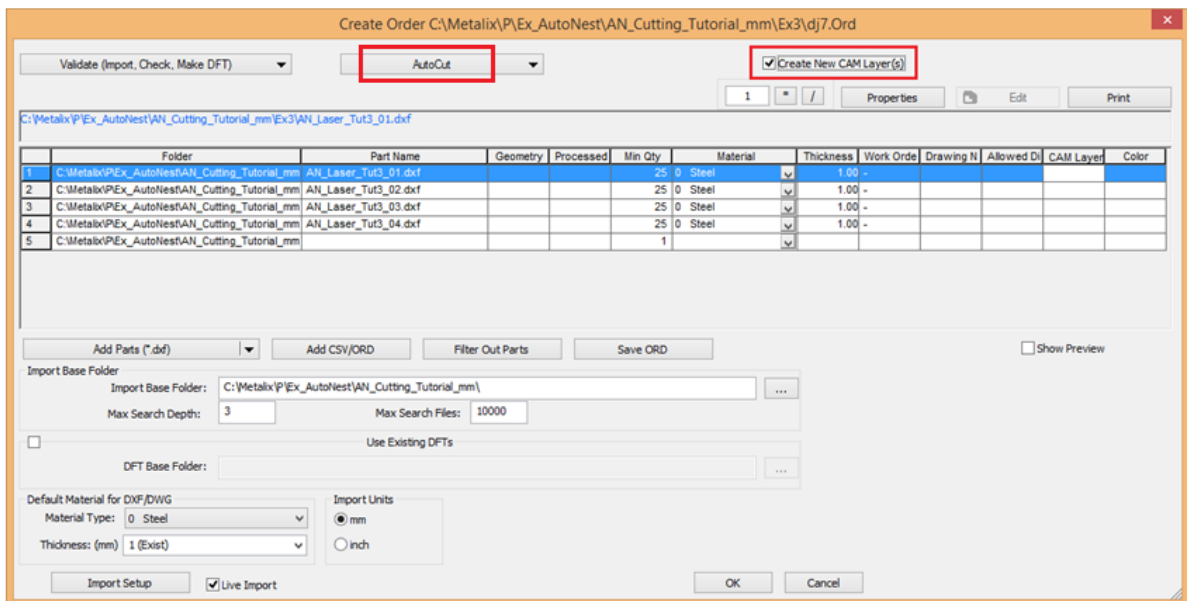 Create Order C:\Metalix\P\Ex_AutoNest\AN_Cutting_Tutorial_mm\Ex3\dj7.Ord
Validate (Import, Check, Make DFT) AutoCut Create New CAM Layer(s)
1 * / Properties Edit Print
C:\Metalix\P\Ex_AutoNest\AN_Cutting_Tutorial_mm\Ex3\AN_Laser_Tut3_01.dxf
Folder Part Name Geometry Processed Min Qty Material Thickness Work Orde Drawing N Allowed Di CAM Layer Color
1 C:\Metalix\P\Ex_AutoNest\AN_Cutting_Tutorial_mm AN_Laser_Tut3_01.dxf 25 0 Steel 1.00 -
2 C:\Metalix\P\Ex_AutoNest\AN_Cutting_Tutorial_mm AN_Laser_Tut3_02.dxf 25 0 Steel 1.00 -
3 C:\Metalix\P\Ex_AutoNest\AN_Cutting_Tutorial_mm AN_Laser_Tut3_03.dxf 25 0 Steel 1.00 -
4 C:\Metalix\P\Ex_AutoNest\AN_Cutting_Tutorial_mm AN_Laser_Tut3_04.dxf 25 0 Steel 1.00 -
5 C:\Metalix\P\Ex_AutoNest\AN_Cutting_Tutorial_mm 1
Add Parts (*.dxf) Add CSV/ORD Filter Out Parts Save ORD Show Preview
Import Base Folder
Import Base Folder: C:\Metalix\P\Ex_AutoNest\AN_Cutting_Tutorial_mm\ ...
Max Search Depth: 3 Max Search Files: 10000
Use Existing DFTs
DFT Base Folder: ...
Default Material for DXF/DWG Import Units
Material Type: 0 Steel mm
Thickness: (mm) 1 (Exist) inch
Import Setup Live Import OK Cancel